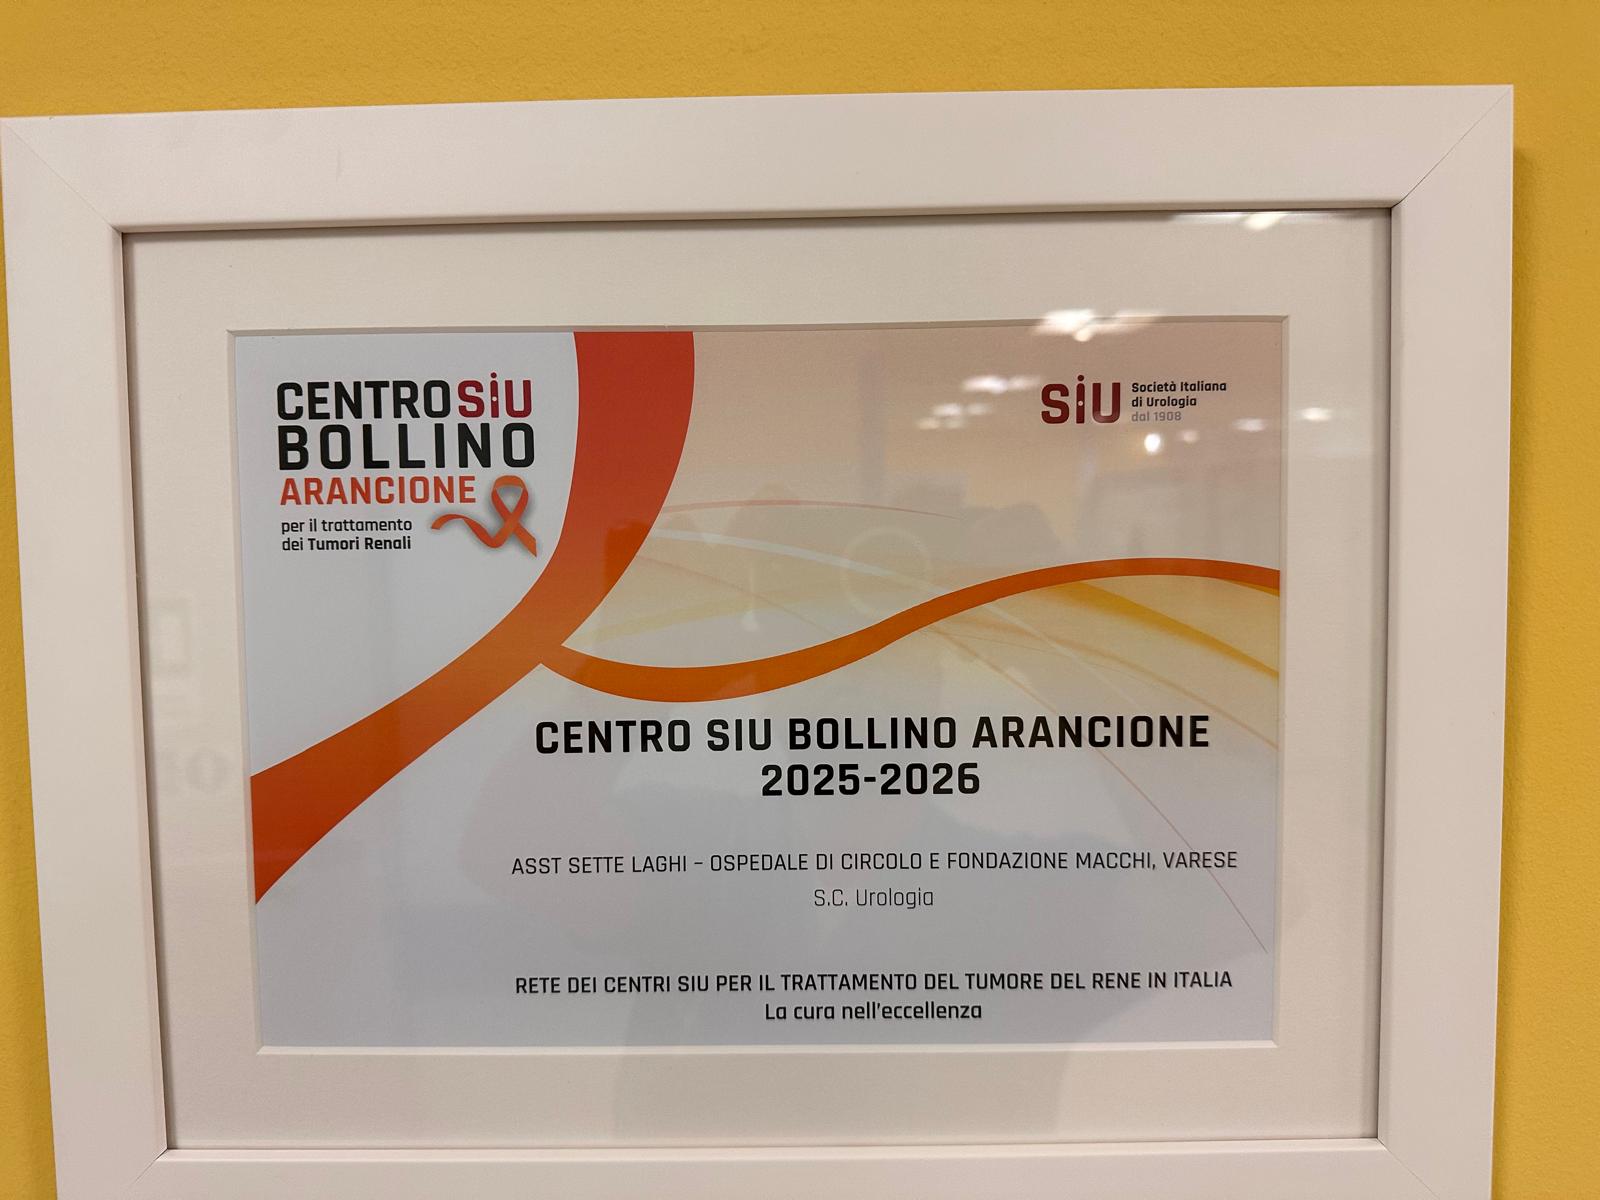 CENTRO SiU
BOLLINO
ARANCIONE
per il trattamento
dei Tumori Renali
SiU
Società Italiana
di Urologia
dal 1908
CENTRO SIU BOLLINO ARANCIONE
2025-2026
ASST SETTE LAGHI – OSPEDALE DI CIRCOLO E FONDAZIONE MACCHI, VARESE
S.C. Urologia
RETE DEI CENTRI SIU PER IL TRATTAMENTO DEL TUMORE DEL RENE IN ITALIA
La cura nell'eccellenza